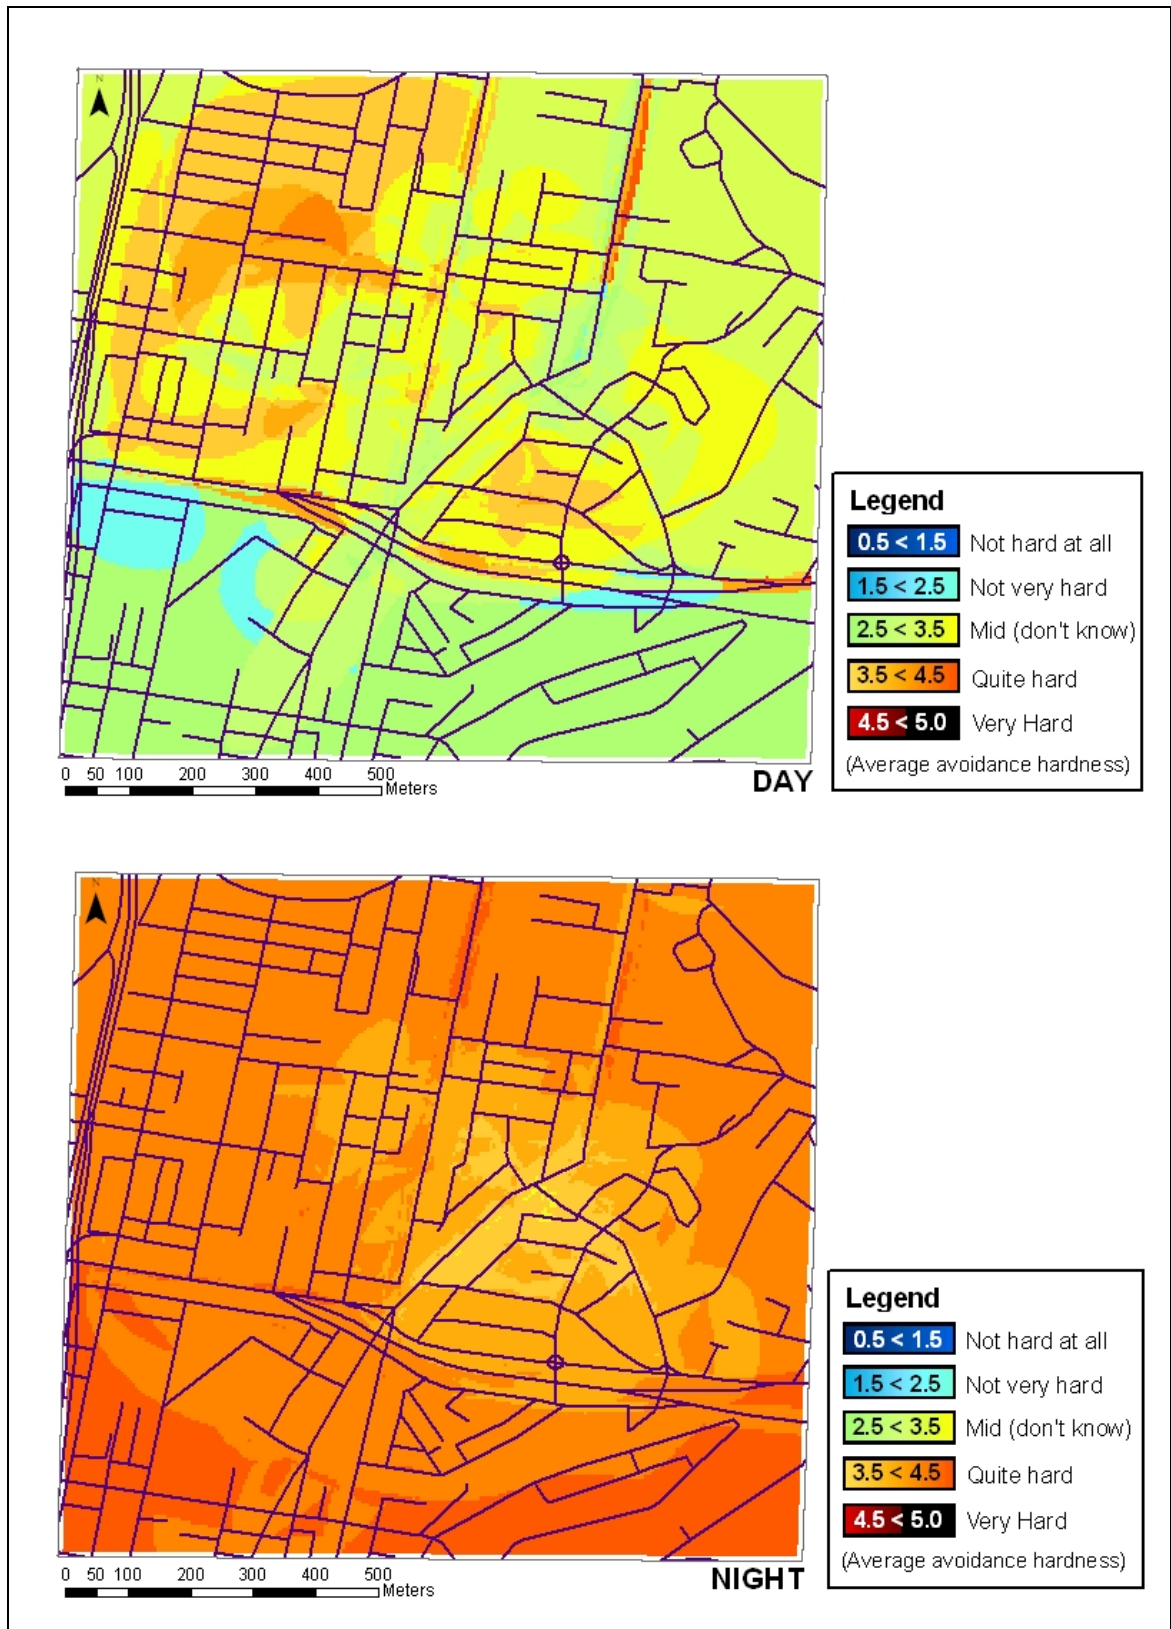 N
Legend
0.5 < 1.5 Not hard at all
1.5 < 2.5 Not very hard
2.5 < 3.5 Mid (don't know)
3.5 < 4.5 Quite hard
4.5 < 5.0 Very Hard
(Average avoidance hardness)
0 50 100 200 300 400 500
Meters
DAY
N
Legend
0.5 < 1.5 Not hard at all
1.5 < 2.5 Not very hard
2.5 < 3.5 Mid (don't know)
3.5 < 4.5 Quite hard
4.5 < 5.0 Very Hard
(Average avoidance hardness)
0 50 100 200 300 400 500
Meters
NIGHT